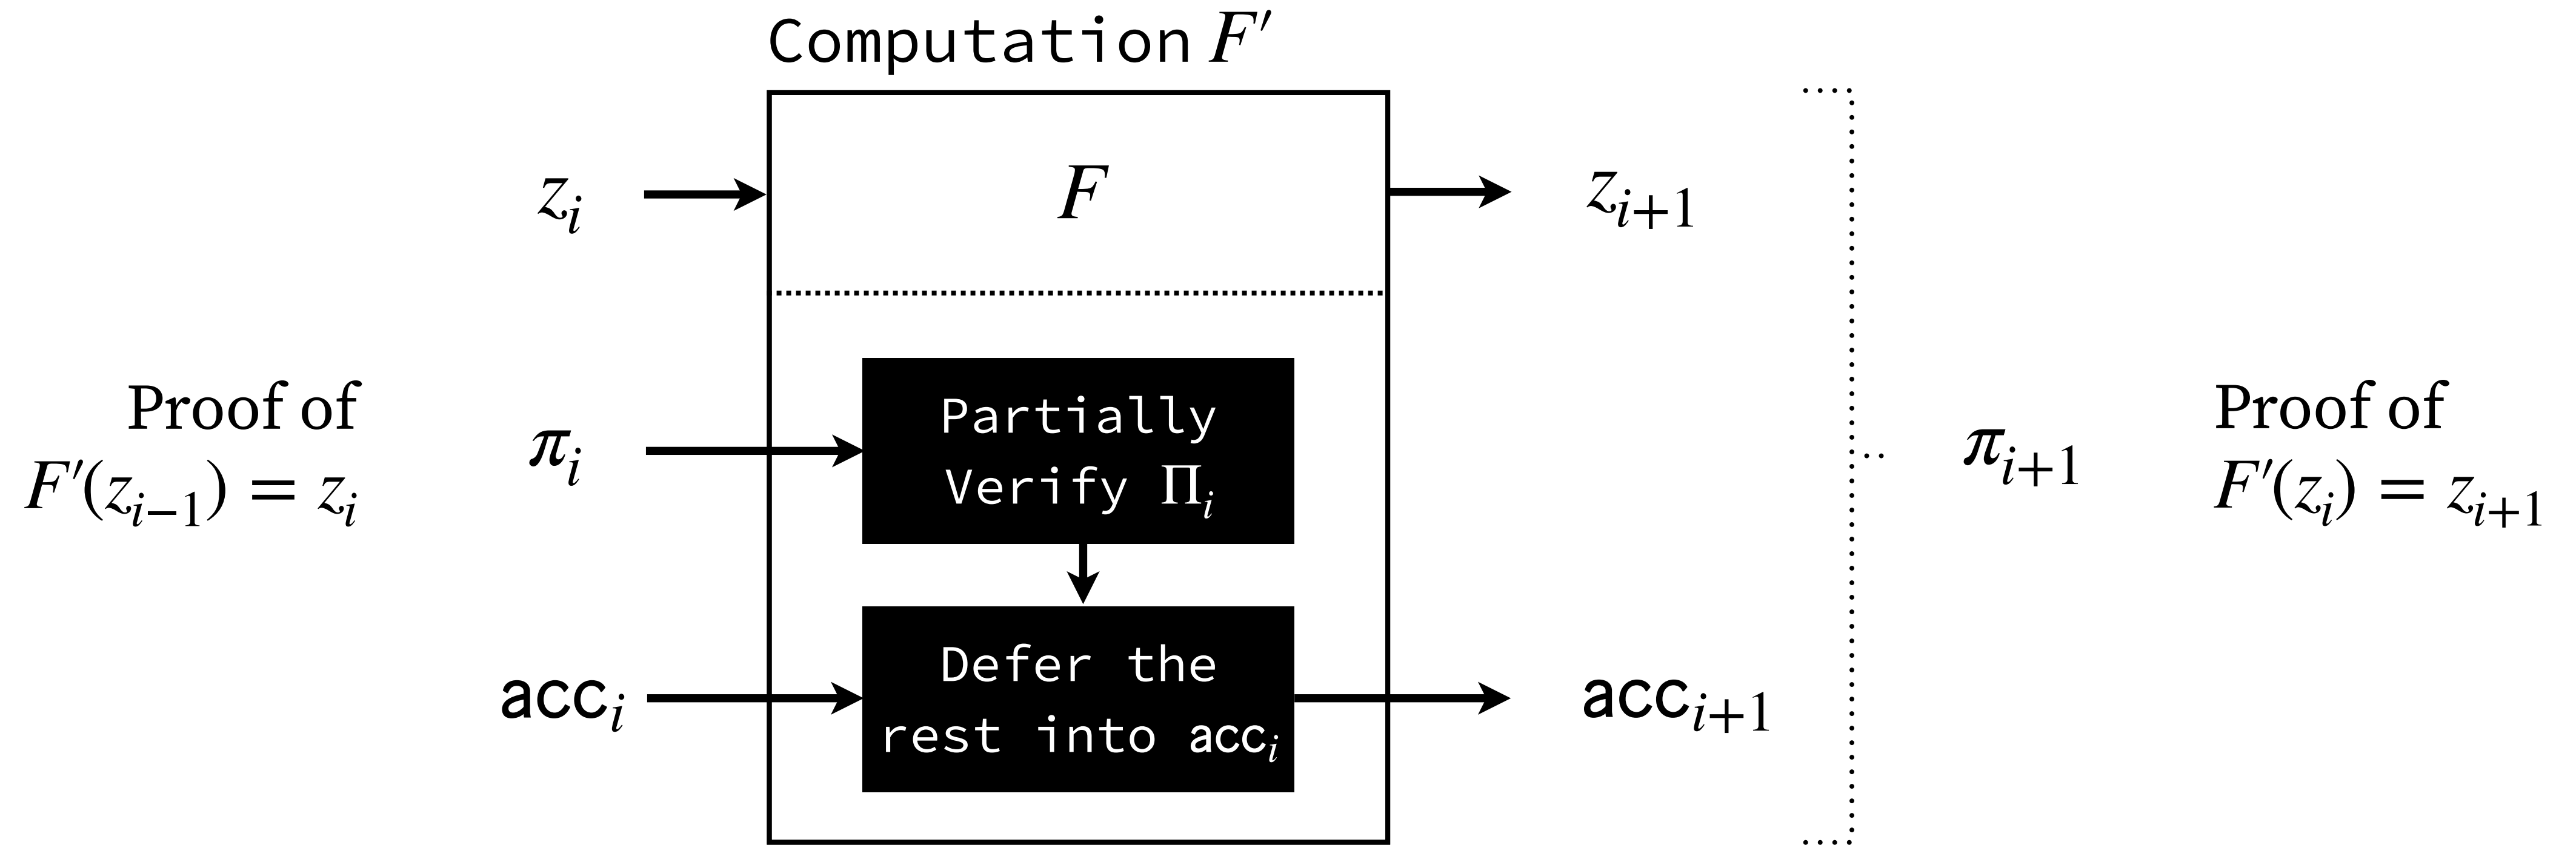 Computation F′
F
z_i
z_{i+1}
Proof of
F′(z_{i−1}) = z_i
π_i
Partially
Verify Π_i
π_{i+1}
Proof of
F′(z_i) = z_{i+1}
acc_i
Defer the
rest into acc_i
acc_{i+1}